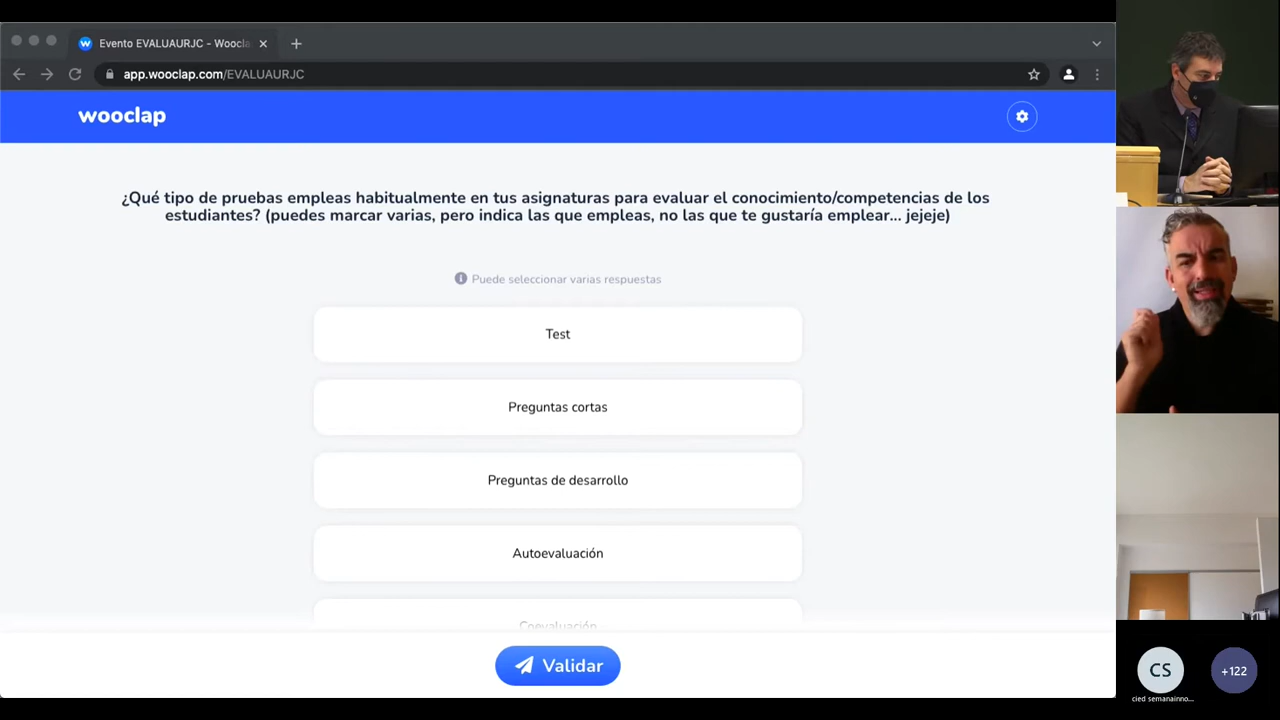 Evento EVALUAURJC - Woocla
app.wooclap.com/EVALUAURJC
wooclap
¿Qué tipo de pruebas empleas habitualmente en tus asignaturas para evaluar el conocimiento/competencias de los
estudiantes? (puedes marcar varias, pero indica las que empleas, no las que te gustaría emplear... jejeje)
Puede seleccionar varias respuestas
Test
Preguntas cortas
Preguntas de desarrollo
Autoevaluación
Coevaluación
Validar
CS
+122
cied semanainno...